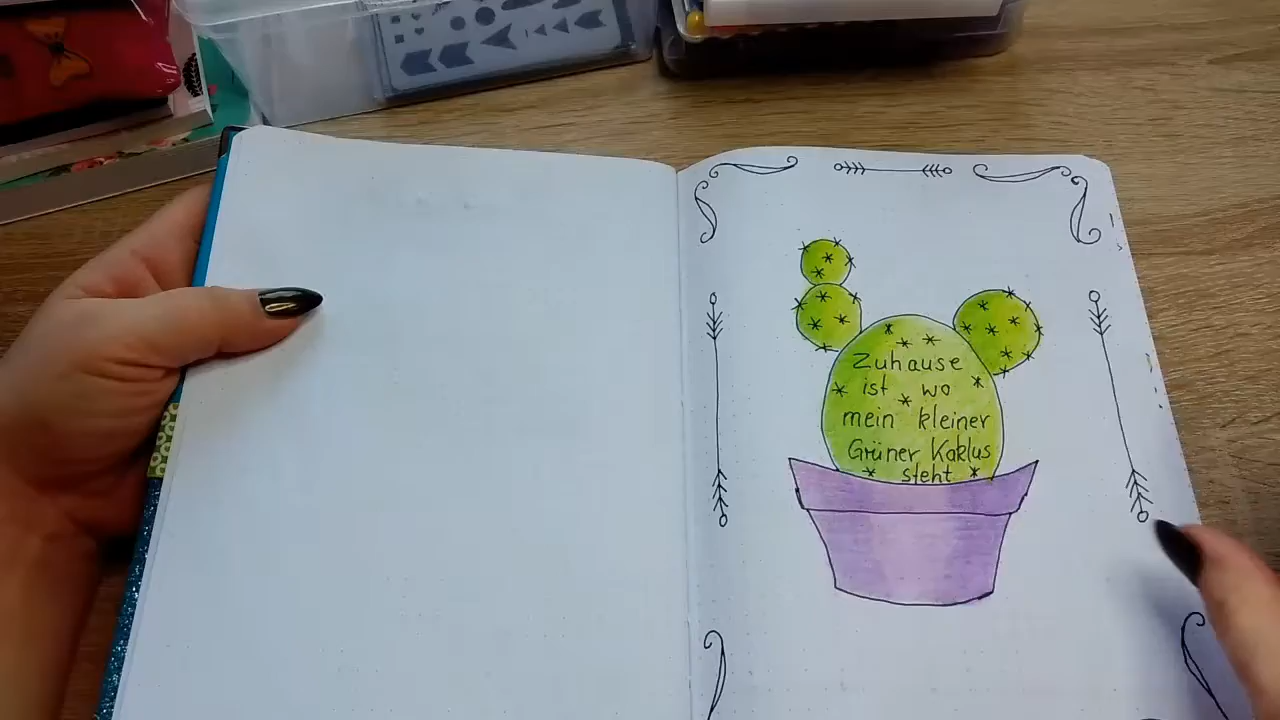 Zuhause
ist wo
mein kleiner
Grüner Kaktus
steht